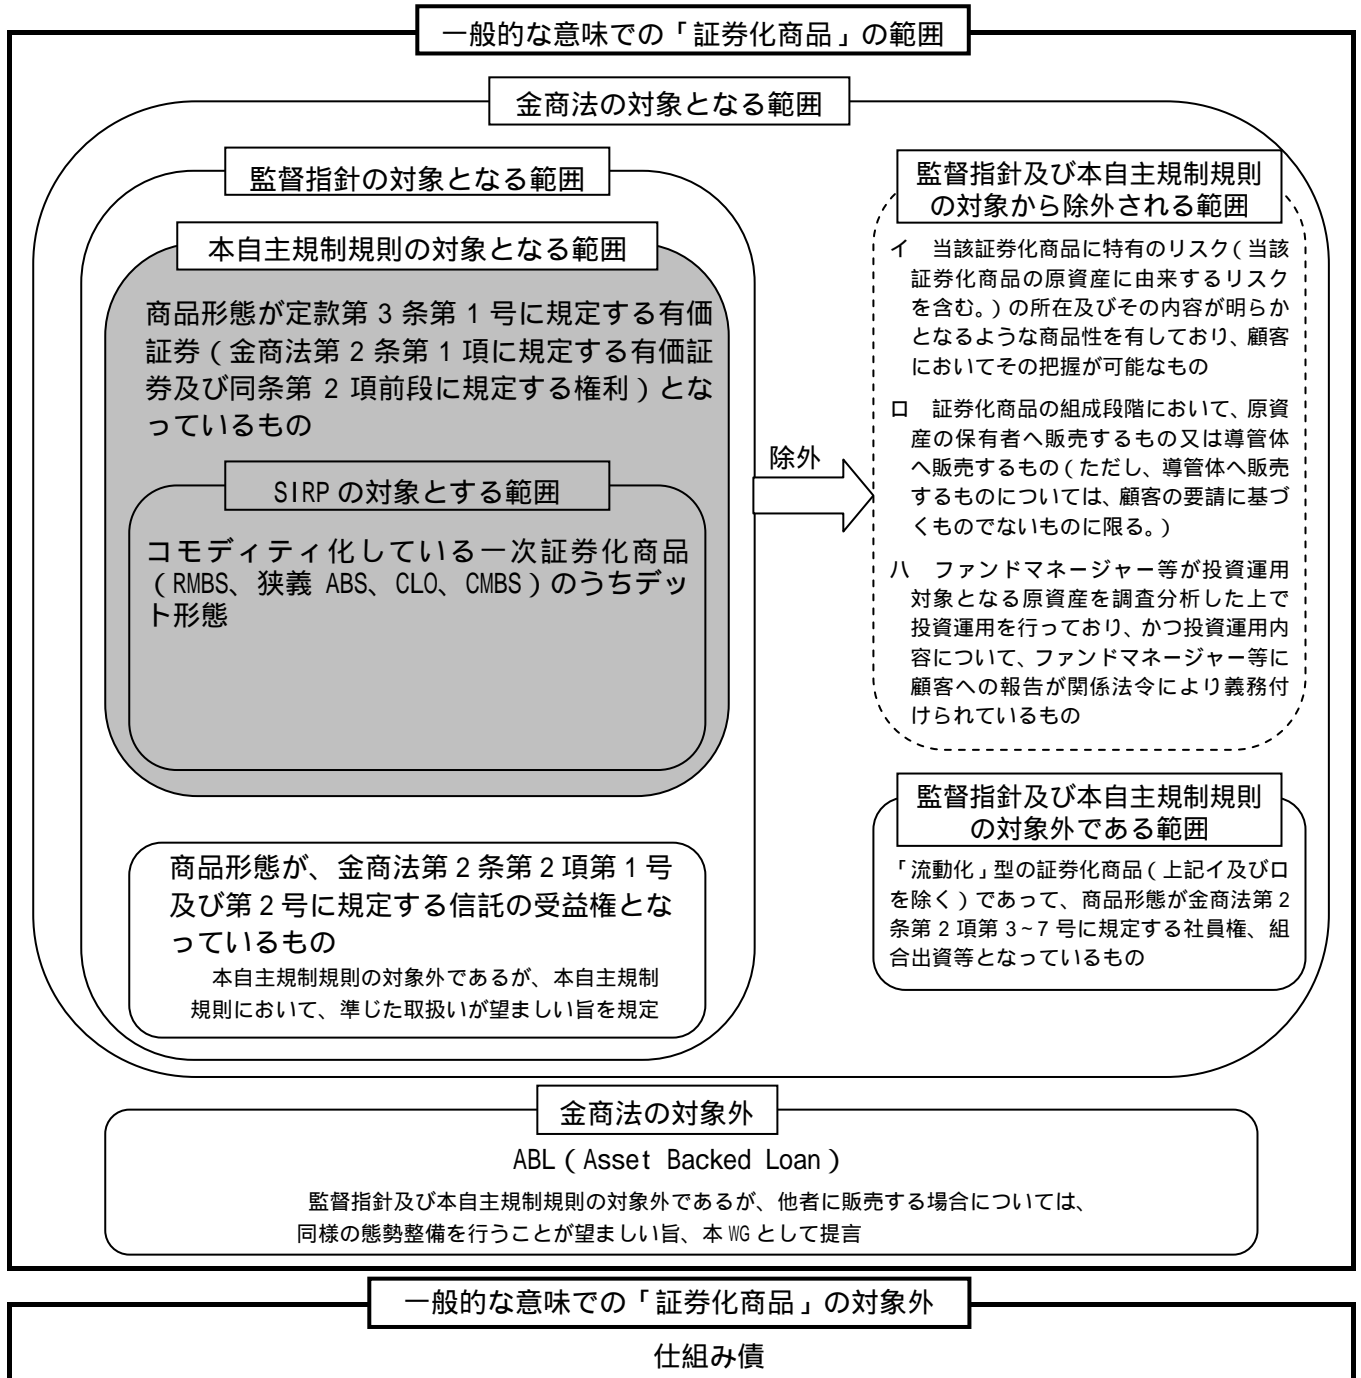 一般的な意味での「証券化商品」の範囲
金商法の対象となる範囲
監督指針の対象となる範囲
本自主規制規則の対象となる範囲
商品形態が定款第3条第1号に規定する有価
証券(金商法第2条第1項に規定する有価証
券及び同条第2項前段に規定する権利)とな
っているもの
SIRPの対象とする範囲
コモディティ化している一次証券化商品
(RMBS、狭義 ABS、CLO、CMBS)のうちデッ
ト形態
商品形態が、金商法第2条第2項第1号
及び第2号に規定する信託の受益権とな
っているもの
本自主規制規則の対象外であるが、本自主規制
規則において、準じた取扱いが望ましい旨を規定
除外
監督指針及び本自主規制規則
の対象から除外される範囲
イ 当該証券化商品に特有のリスク(当該
証券化商品の原資産に由来するリスク
を含む。)の所在及びその内容が明らか
となるような商品性を有しており、顧客
においてその把握が可能なもの
ロ 証券化商品の組成段階において、原資
産の保有者へ販売するもの又は導管体
へ販売するもの(ただし、導管体へ販売
するものについては、顧客の要請に基づ
くものでないものに限る。)
ハ ファンドマネージャー等が投資運用
対象となる原資産を調査分析した上で
投資運用を行っており、かつ投資運用内
容について、ファンドマネージャー等に
顧客への報告が関係法令により義務付
けられているもの
監督指針及び本自主規制規則
の対象外である範囲
「流動化」型の証券化商品(上記イ及びロ
を除く)であって、商品形態が金商法第2
条第2項第3~7号に規定する社員権、組
合出資等となっているもの
金商法の対象外
ABL(Asset Backed Loan)
監督指針及び本自主規制規則の対象外であるが、他者に販売する場合については、
同様の態勢整備を行うことが望ましい旨、本WGとして提言
一般的な意味での「証券化商品」の対象外
仕組み債